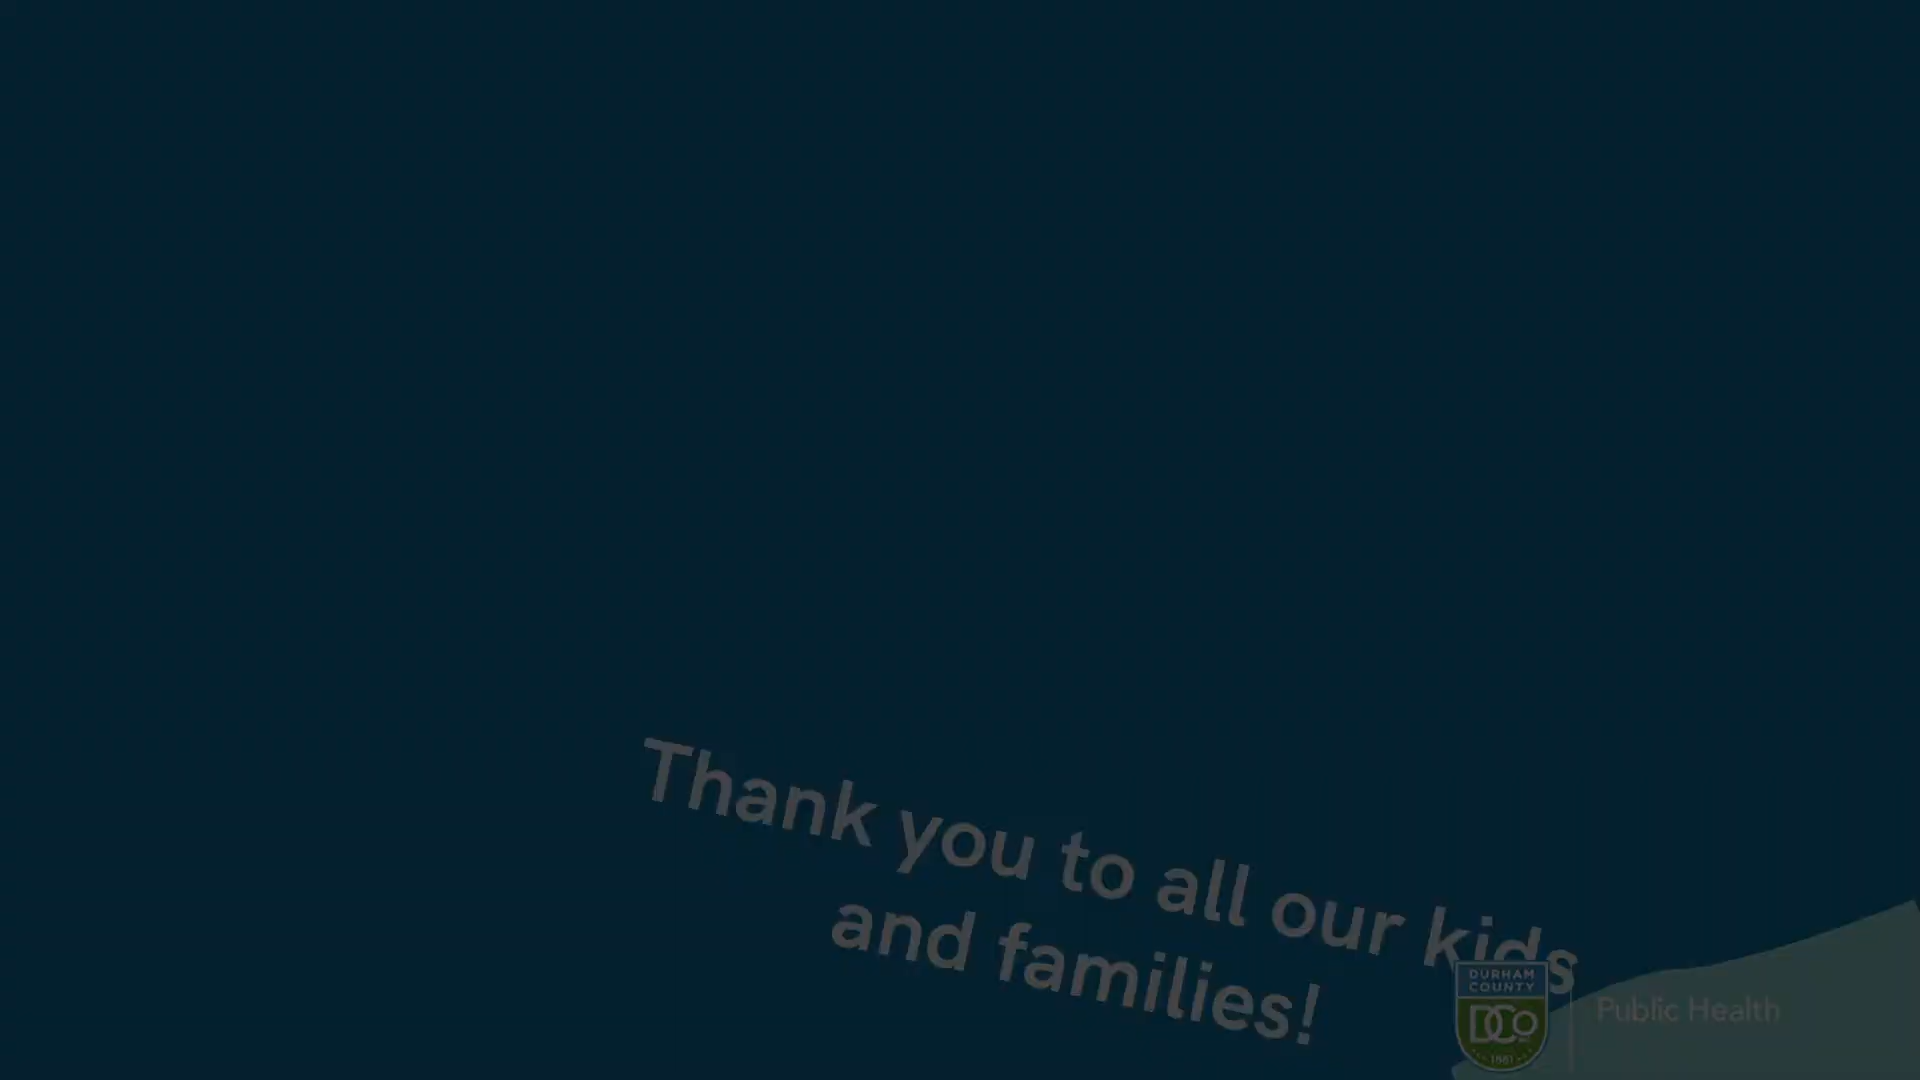 Thank you to all our kids
and families!
DURHAM
COUNTY
DCo
1881
Public Health